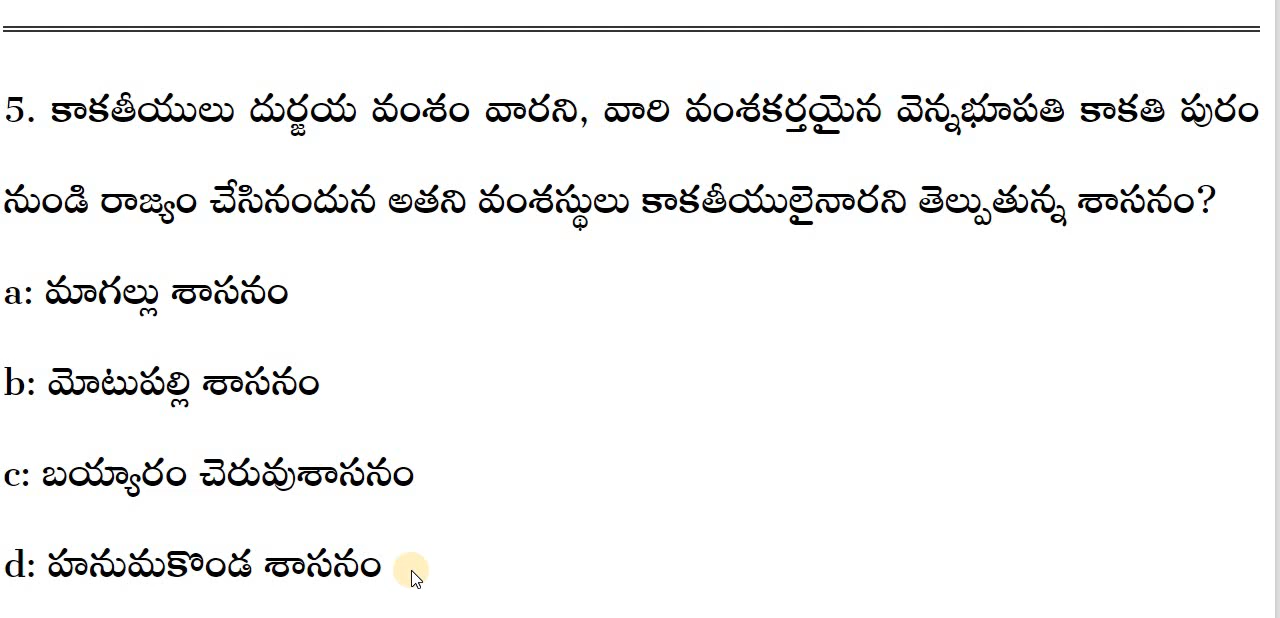 5. కాకతీయులు దుర్జయ వంశం వారని, వారి వంశకర్తయైన వెన్నభూపతి కాకతి పురం
నుండి రాజ్యం చేసినందున అతని వంశస్థులు కాకతీయులైనారని తెల్పుతున్న శాసనం?
a: మాగల్లు శాసనం
b: మోటుపల్లి శాసనం
c: బయ్యారం చెరువుశాసనం
d: హనుమకొండ శాసనం